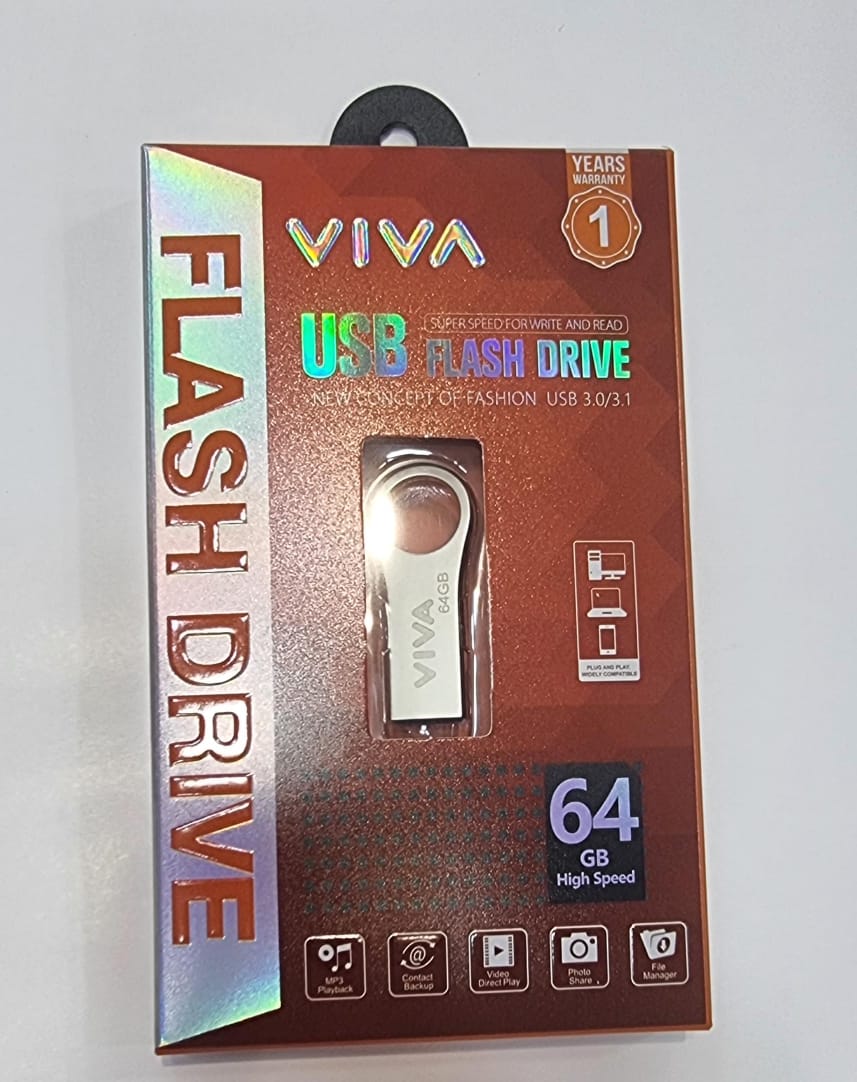 YEARS
WARRANTY
1
VIVA
USB
SUPER SPEED FOR WRITE AND READ
FLASH DRIVE
NEW CONCEPT OF FASHION USB 3.0/3.1
FLASH DRIVE
VIVA
64GB
PLUG AND PLAY,
WIDELY COMPATIBLE
64
GB
High Speed
MP3
Playback
Contact
Backup
Video
Direct Play
Photo
Share
File
Manager